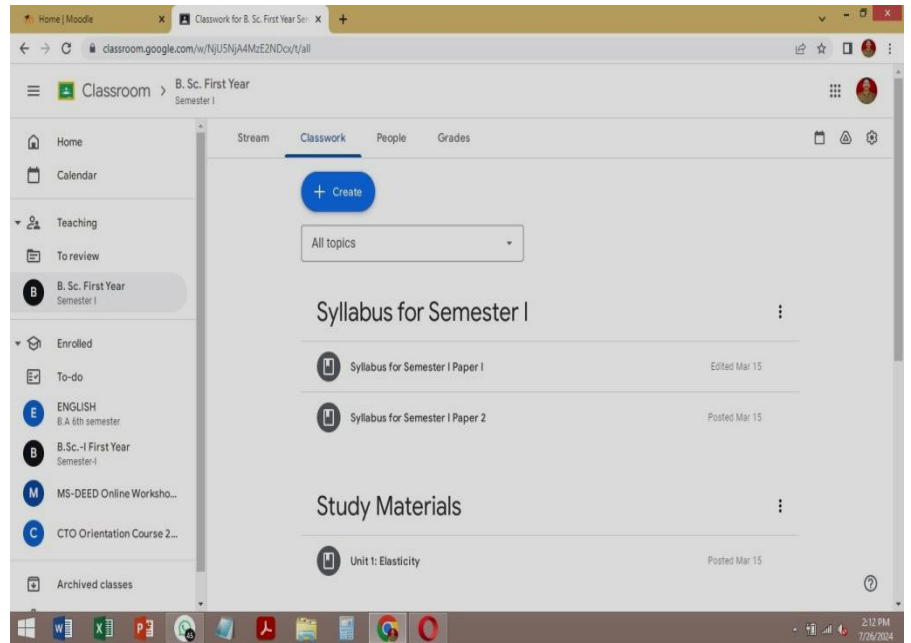 Home | Moodle
Classwork for B. Sc. First Year Sem
classroom.google.com/w/NjU5NjA4MzE2NDcx/t/all
Classroom > B. Sc. First Year
Semester I
Home
Calendar
Teaching
To review
B
B. Sc. First Year
Semester I
Enrolled
To-do
E
ENGLISH
B.A 6th semester
B
B.Sc.-I First Year
Semester-I
M
MS-DEED Online Worksho...
C
CTO Orientation Course 2...
Archived classes
Stream Classwork People Grades
+ Create
All topics
Syllabus for Semester I
Syllabus for Semester I Paper I Edited Mar 15
Syllabus for Semester I Paper 2 Posted Mar 15
Study Materials
Unit 1: Elasticity Posted Mar 15
2:12 PM
7/26/2024